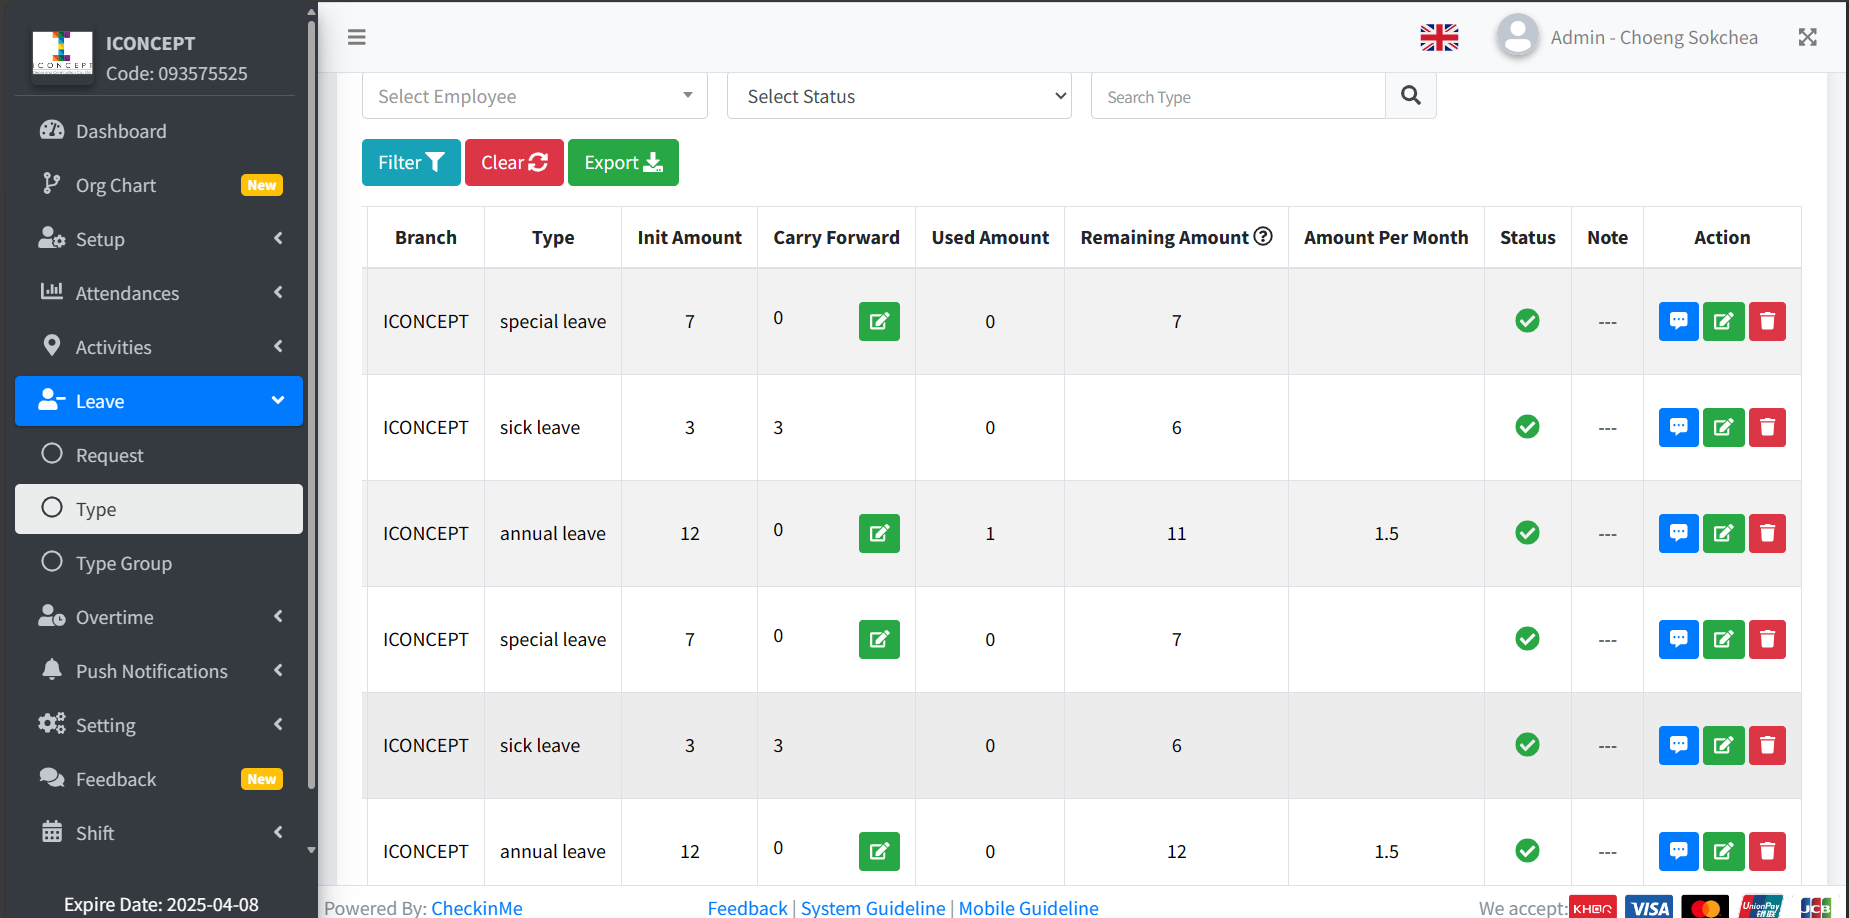 ICONCEPT
Code: 093575525
Dashboard
Org Chart New
Setup
Attendances
Activities
Leave
Request
Type
Type Group
Overtime
Push Notifications
Setting
Feedback New
Shift
Expire Date: 2025-04-08
Admin - Choeng Sokchea
Select Employee
Select Status
Search Type
Filter
Clear
Export
Branch Type Init Amount Carry Forward Used Amount Remaining Amount Amount Per Month Status Note Action
ICONCEPT special leave 7 0 0 7 ---
ICONCEPT sick leave 3 3 0 6 ---
ICONCEPT annual leave 12 0 1 11 1.5 ---
ICONCEPT special leave 7 0 0 7 ---
ICONCEPT sick leave 3 3 0 6 ---
ICONCEPT annual leave 12 0 0 12 1.5 ---
Powered By: CheckinMe
Feedback | System Guideline | Mobile Guideline
We accept: KHQR VISA UnionPay JCB